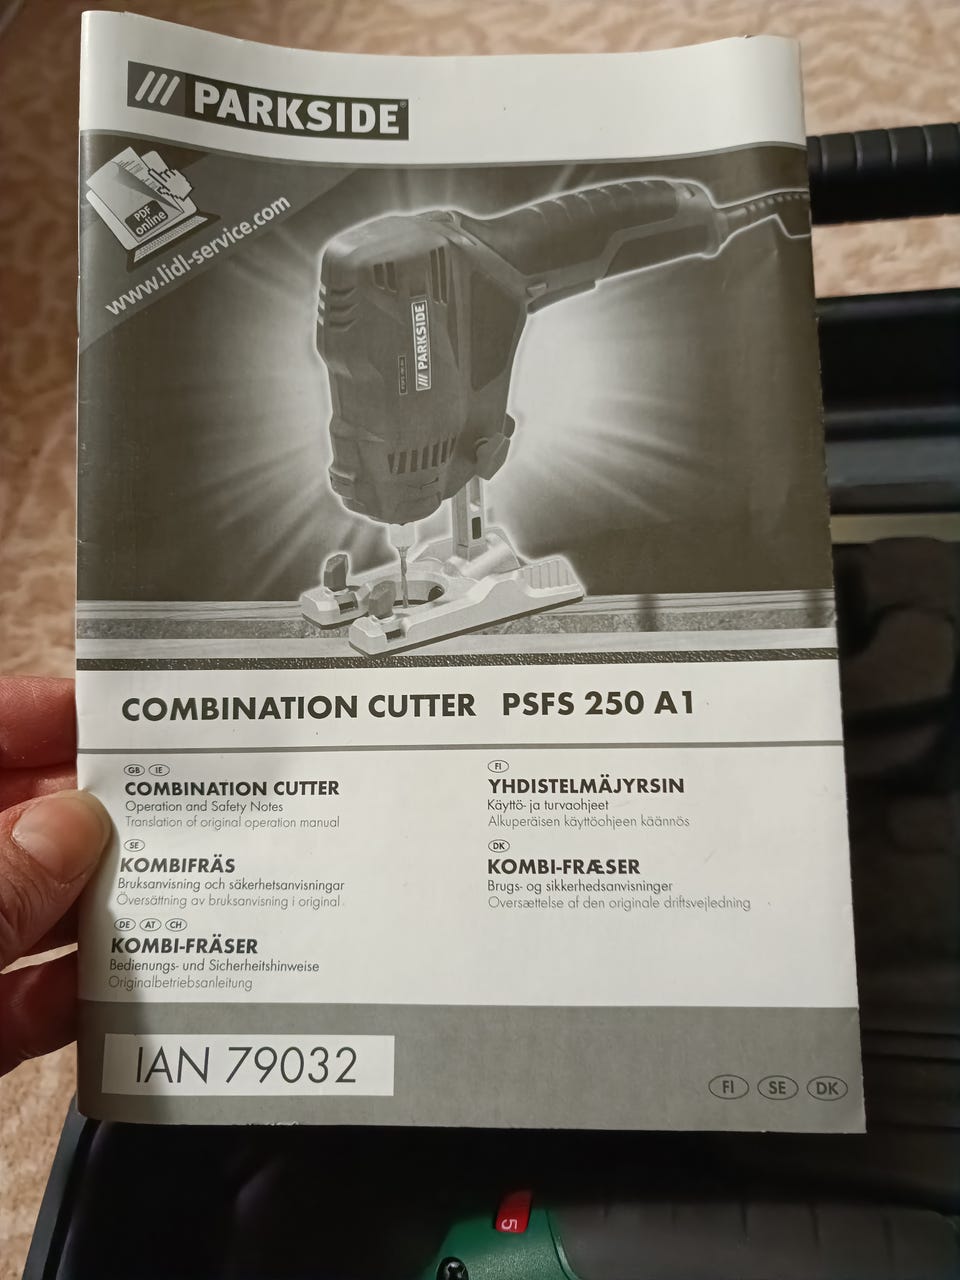 /// PARKSIDE®
PDF
online
www.lidl-service.com
/// PARKSIDE
COMBINATION CUTTER PSFS 250 A1
GB IE
COMBINATION CUTTER
Operation and Safety Notes
Translation of original operation manual
SE
KOMBIFRÄS
Bruksanvisning och säkerhetsanvisningar
Översättning av bruksanvisning i original
DE AT CH
KOMBI-FRÄSER
Bedienungs- und Sicherheitshinweise
Originalbetriebsanleitung
FI
YHDISTELMÄJYRSIN
Käyttö- ja turvaohjeet
Alkuperäisen käyttöohjeen käännös
DK
KOMBI-FRÆSER
Brugs- og sikkerhedsanvisninger
Oversættelse af den originale driftsvejledning
IAN 79032
FI SE DK
5